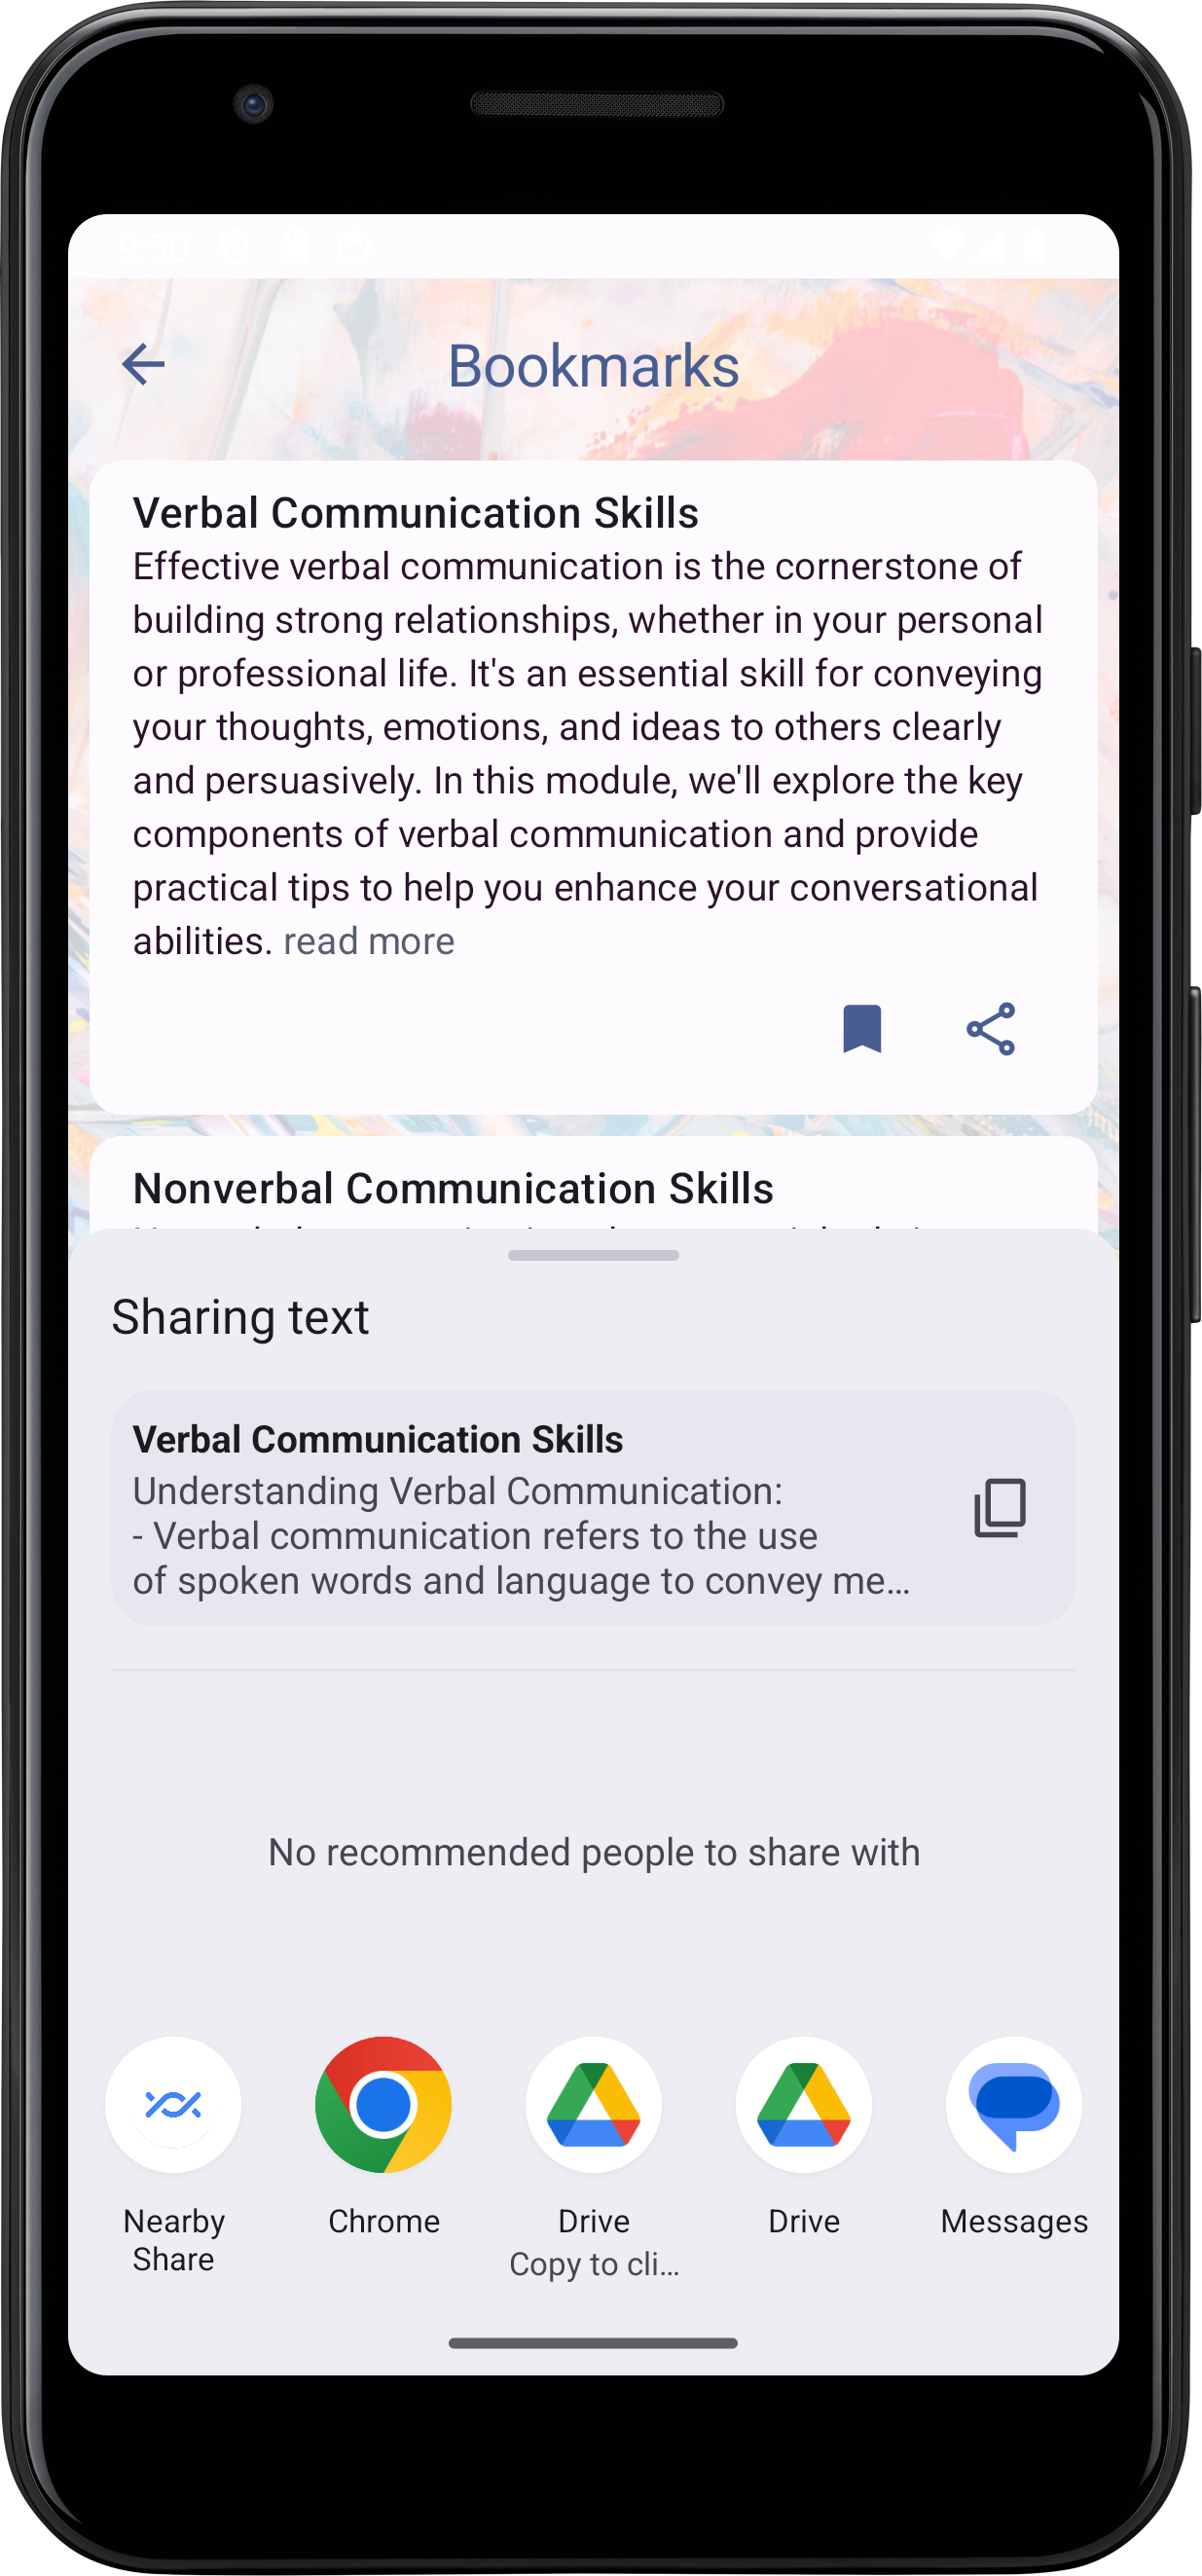 9:50
Bookmarks
Verbal Communication Skills
Effective verbal communication is the cornerstone of
building strong relationships, whether in your personal
or professional life. It's an essential skill for conveying
your thoughts, emotions, and ideas to others clearly
and persuasively. In this module, we'll explore the key
components of verbal communication and provide
practical tips to help you enhance your conversational
abilities. read more
Nonverbal Communication Skills
Sharing text
Verbal Communication Skills
Understanding Verbal Communication:
- Verbal communication refers to the use
of spoken words and language to convey me...
No recommended people to share with
Nearby
Share
Chrome
Drive
Copy to cli...
Drive
Messages